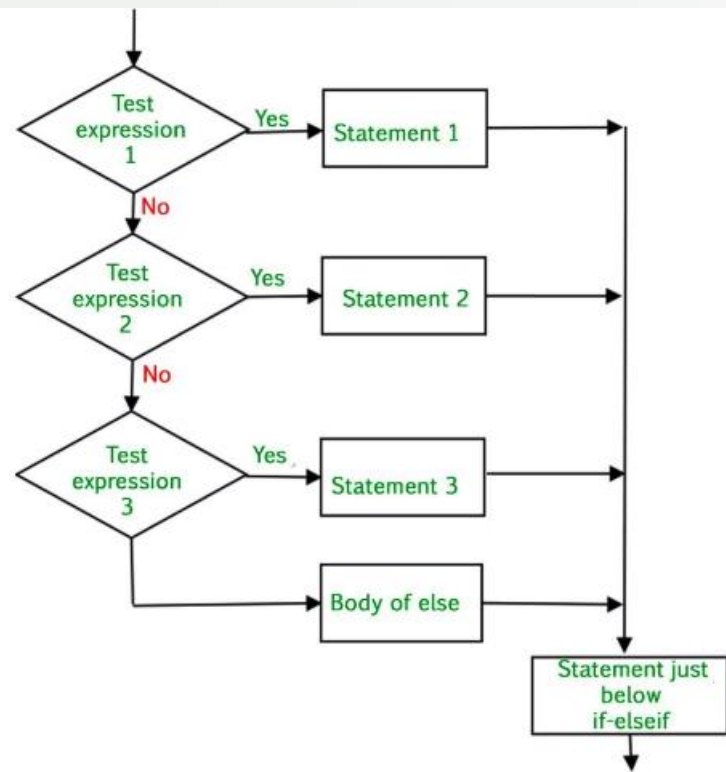 Test
expression
1
Yes
Statement 1
No
Test
expression
2
Yes
Statement 2
No
Test
expression
3
Yes
Statement 3
Body of else
Statement just
below
if-elseif